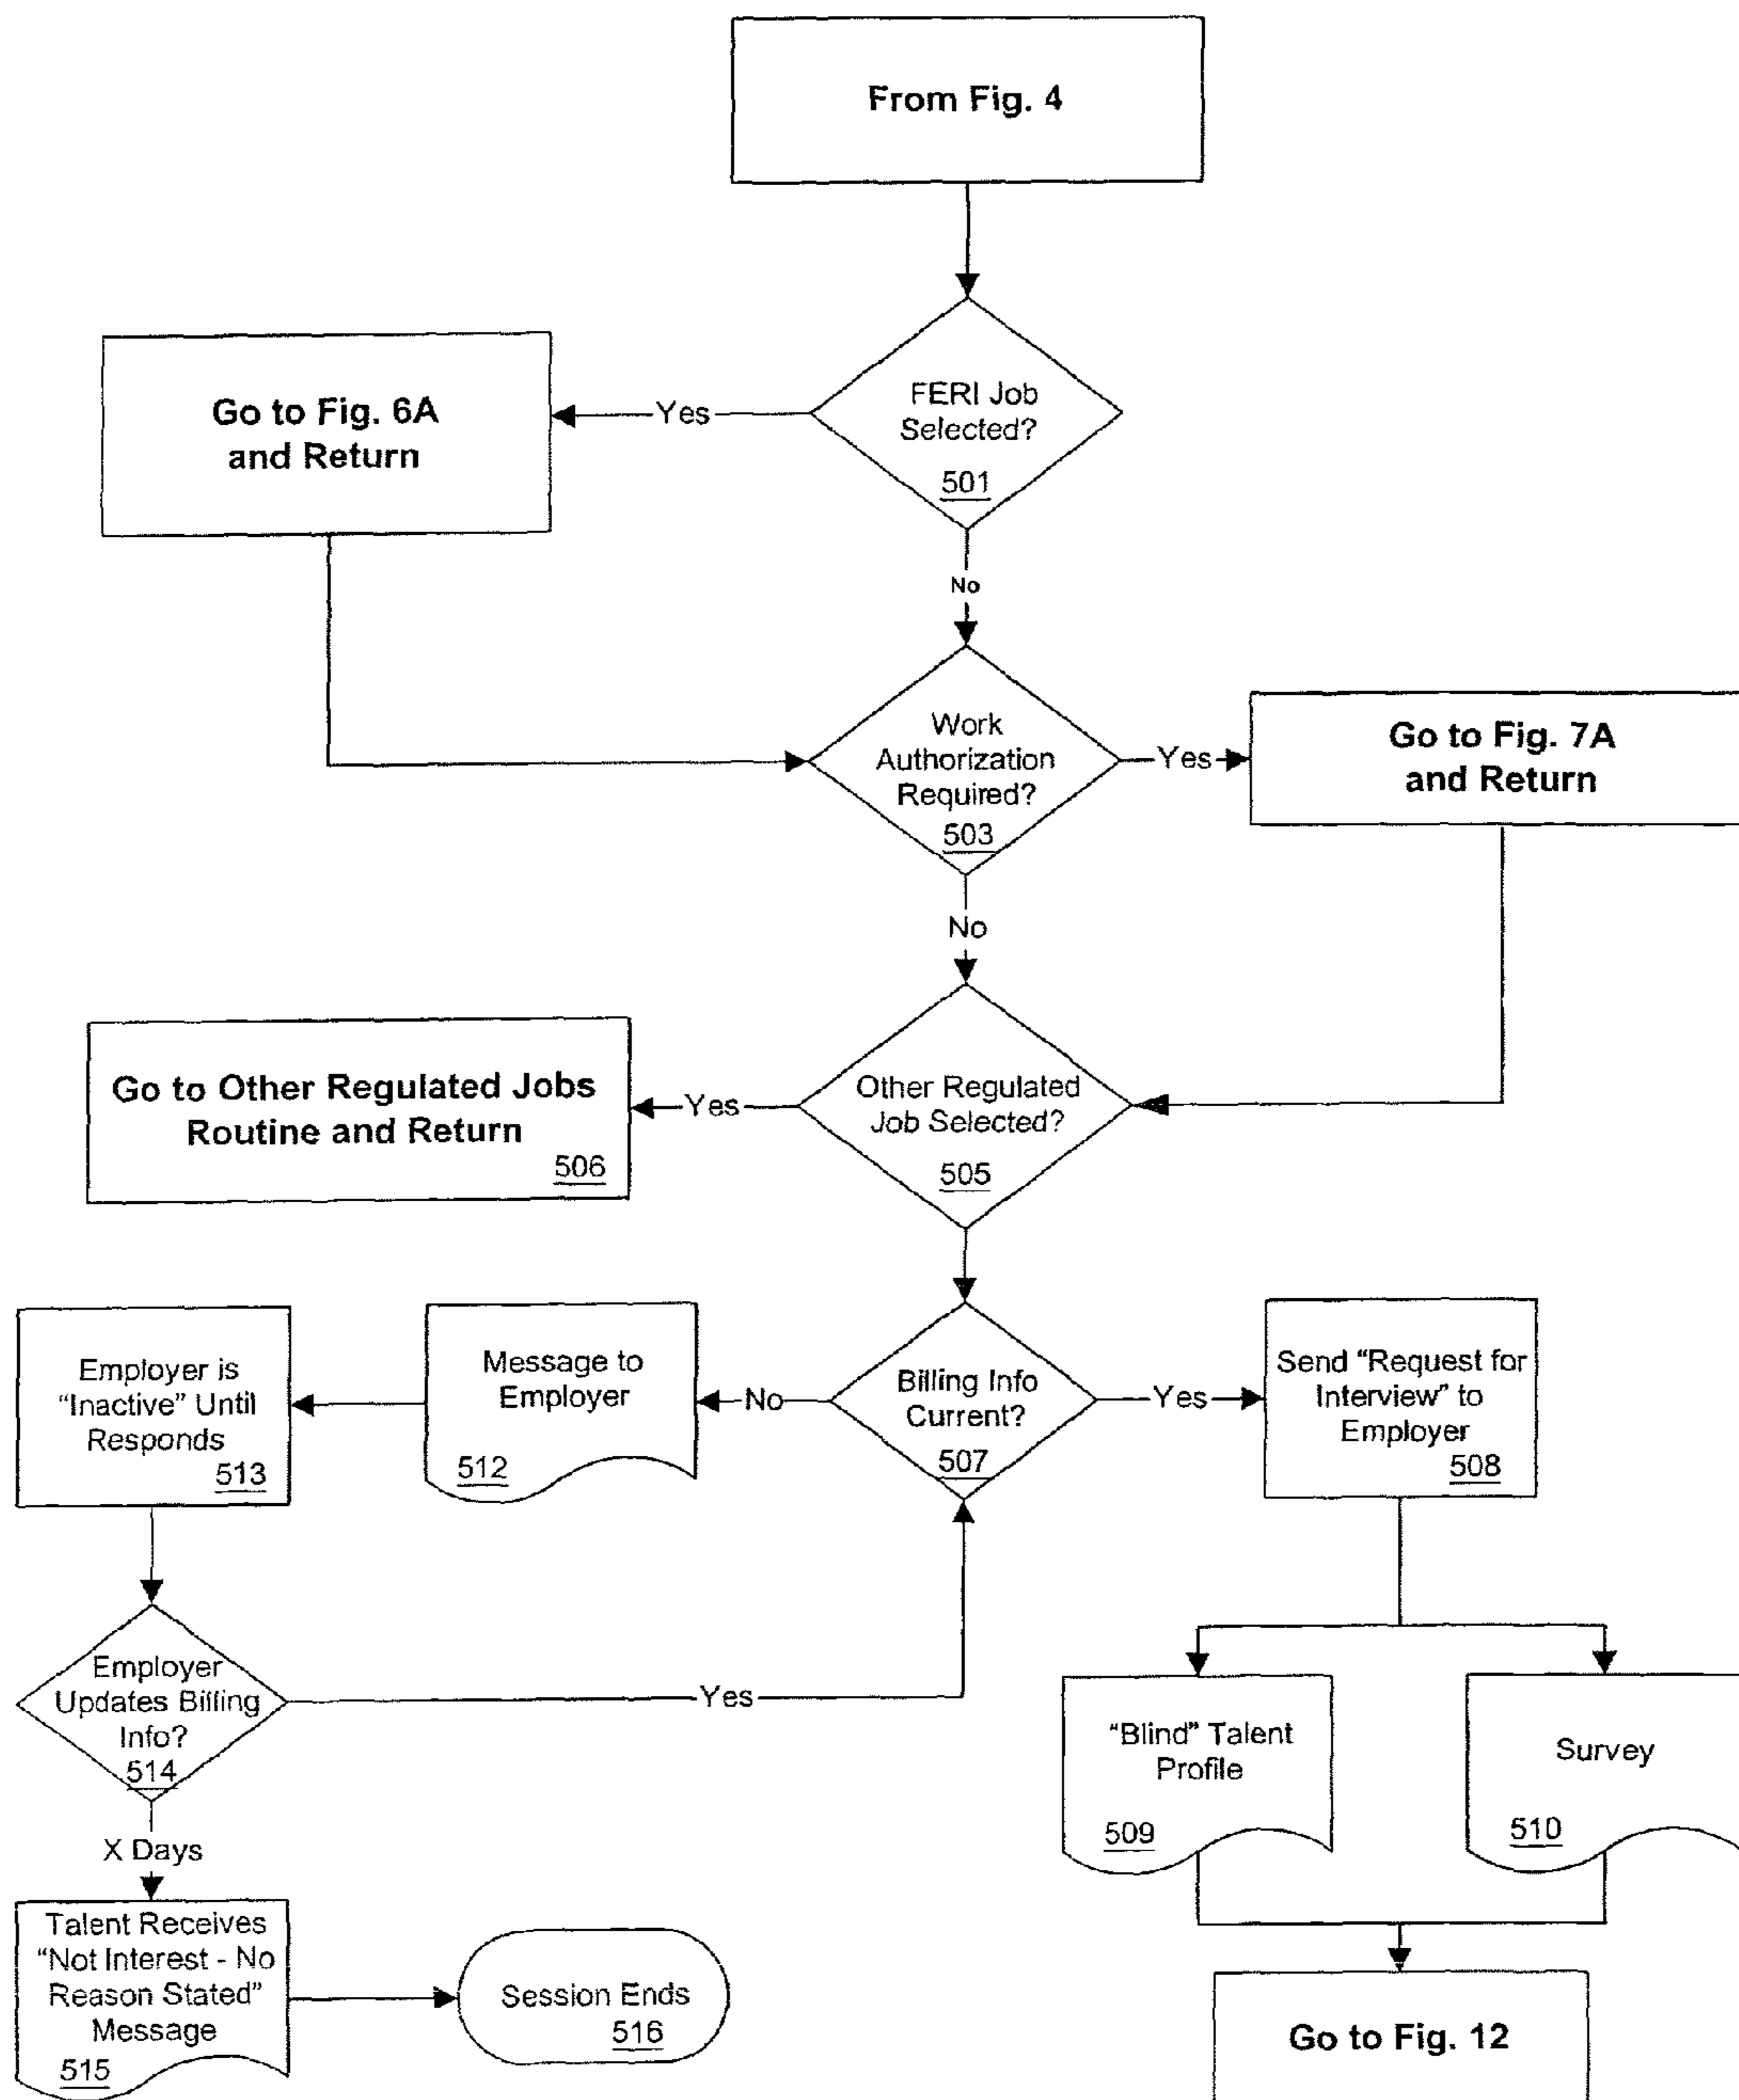 From Fig. 4
FERI Job
Selected?
501
Yes
Go to Fig. 6A
and Return
No
Work
Authorization
Required?
503
Yes
Go to Fig. 7A
and Return
No
Other Regulated
Job Selected?
505
Yes
Go to Other Regulated Jobs
Routine and Return
506
Billing Info
Current?
507
No
Message to
Employer
512
Employer is
"Inactive" Until
Responds
513
Yes
Send "Request for
Interview" to
Employer
508
Employer
Updates Billing
Info?
514
Yes
"Blind" Talent
Profile
509
Survey
510
X Days
Talent Receives
"Not Interest - No
Reason Stated"
Message
515
Session Ends
516
Go to Fig. 12